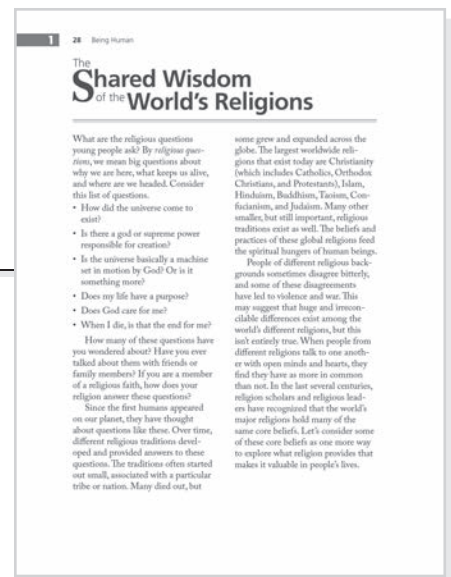 1
28 Being Human
The
Shared Wisdom
of the World's Religions
What are the religious questions
young people ask? By religious ques-
tions, we mean big questions about
why we are here, what keeps us alive,
and where are we headed. Consider
this list of questions.
• How did the universe come to
exist?
• Is there a god or supreme power
responsible for creation?
• Is the universe basically a machine
set in motion by God? Or is it
something more?
• Does my life have a purpose?
• Does God care for me?
• When I die, is that the end for me?
How many of these questions have
you wondered about? Have you ever
talked about them with friends or
family members? If you are a member
of a religious faith, how does your
religion answer these questions?
Since the first humans appeared
on our planet, they have thought
about questions like these. Over time,
different religious traditions devel-
oped and provided answers to these
questions. The traditions often started
out small, associated with a particular
tribe or nation. Many died out, but
some grew and expanded across the
globe. The largest worldwide reli-
gions that exist today are Christianity
(which includes Catholics, Orthodox
Christians, and Protestants), Islam,
Hinduism, Buddhism, Taoism, Con-
fucianism, and Judaism. Many other
smaller, but still important, religious
traditions exist as well. The beliefs and
practices of these global religions feed
the spiritual hungers of human beings.
People of different religious back-
grounds sometimes disagree bitterly,
and some of these disagreements
have led to violence and war. This
may suggest that huge and irrecon-
cilable differences exist among the
world's different religions, but this
isn't entirely true. When people from
different religions talk to one anoth-
er with open minds and hearts, they
find they have as more in common
than not. In the last several centuries,
religion scholars and religious lead-
ers have recognized that the world's
major religions hold many of the
same core beliefs. Let's consider some
of these core beliefs as one more way
to explore what religion provides that
makes it valuable in people's lives.